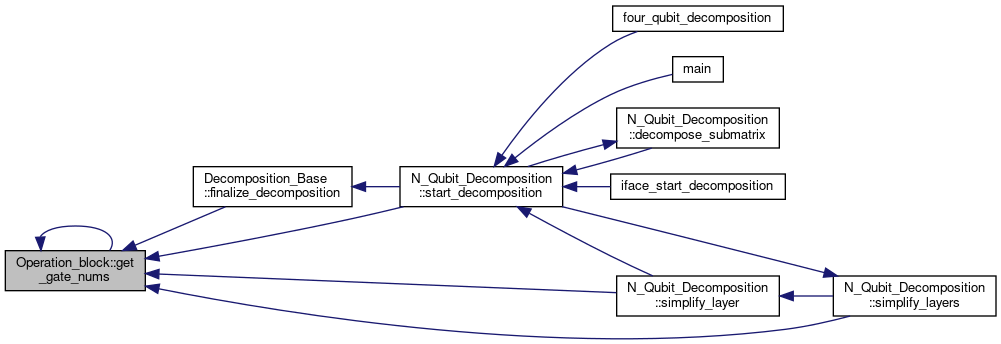 four_qubit_decomposition
main
N_Qubit_Decomposition
::decompose_submatrix
Decomposition_Base
::finalize_decomposition
N_Qubit_Decomposition
::start_decomposition
iface_start_decomposition
Operation_block::get
_gate_nums
N_Qubit_Decomposition
::simplify_layer
N_Qubit_Decomposition
::simplify_layers